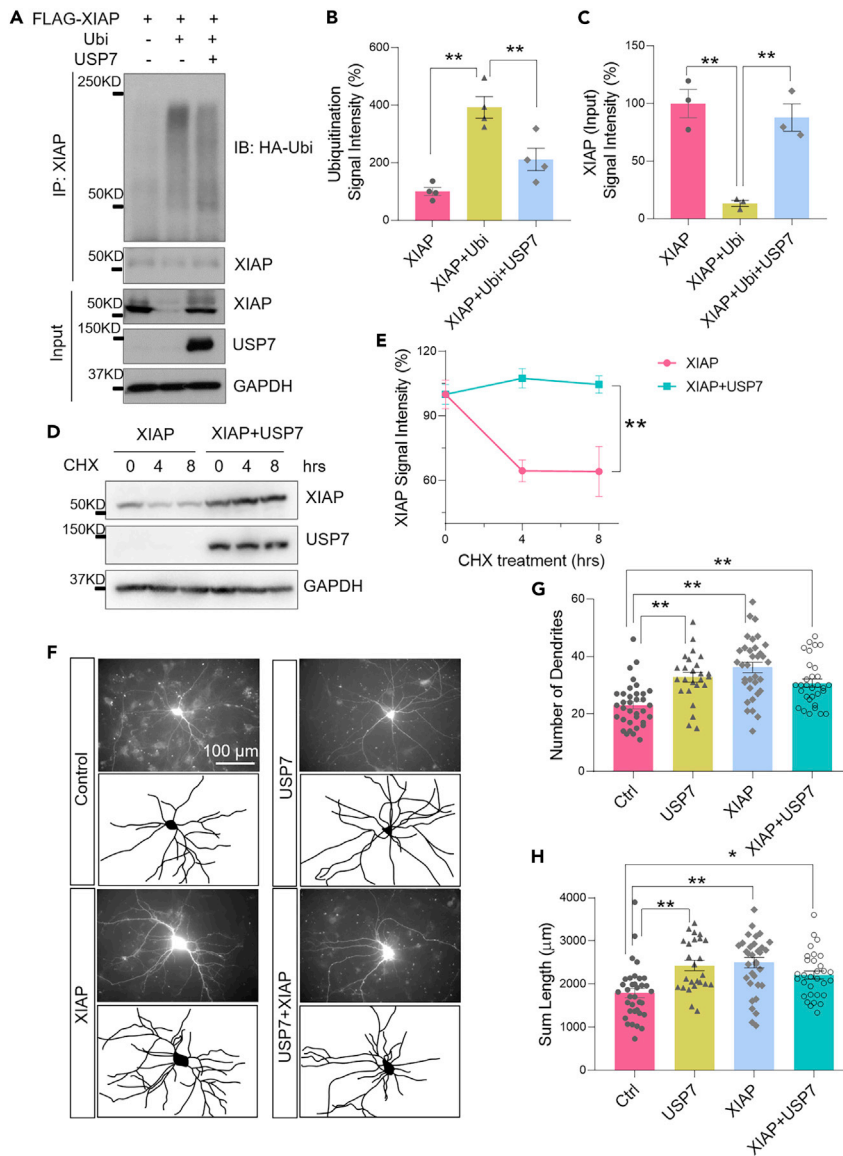 A
FLAG-XIAP + + +
Ubi - + +
USP7 - - +
250KD
50KD
IP: XIAP
IB: HA-Ubi
50KD
XIAP
Input
50KD
XIAP
150KD
USP7
37KD
GAPDH
B
Ubiquitination
Signal Intensity (%)
600
400
200
0
** **
XIAP
XIAP+Ubi
XIAP+Ubi+USP7
C
XIAP (Input)
Signal Intensity (%)
150
100
50
0
** **
XIAP
XIAP+Ubi
XIAP+Ubi+USP7
D
XIAP XIAP+USP7
CHX 0 4 8 0 4 8 hrs
50KD
XIAP
150KD
USP7
37KD
GAPDH
E
XIAP Signal Intensity (%)
120
100
60
0 4 8
CHX treatment (hrs)
XIAP
XIAP+USP7
**
F
Control
100 µm
USP7
XIAP
USP7+XIAP
G
Number of Dendrites
60
40
20
0
**
**
**
Ctrl
USP7
XIAP
XIAP+USP7
H
Sum Length (µm)
4000
3000
2000
1000
0
*
**
**
Ctrl
USP7
XIAP
XIAP+USP7